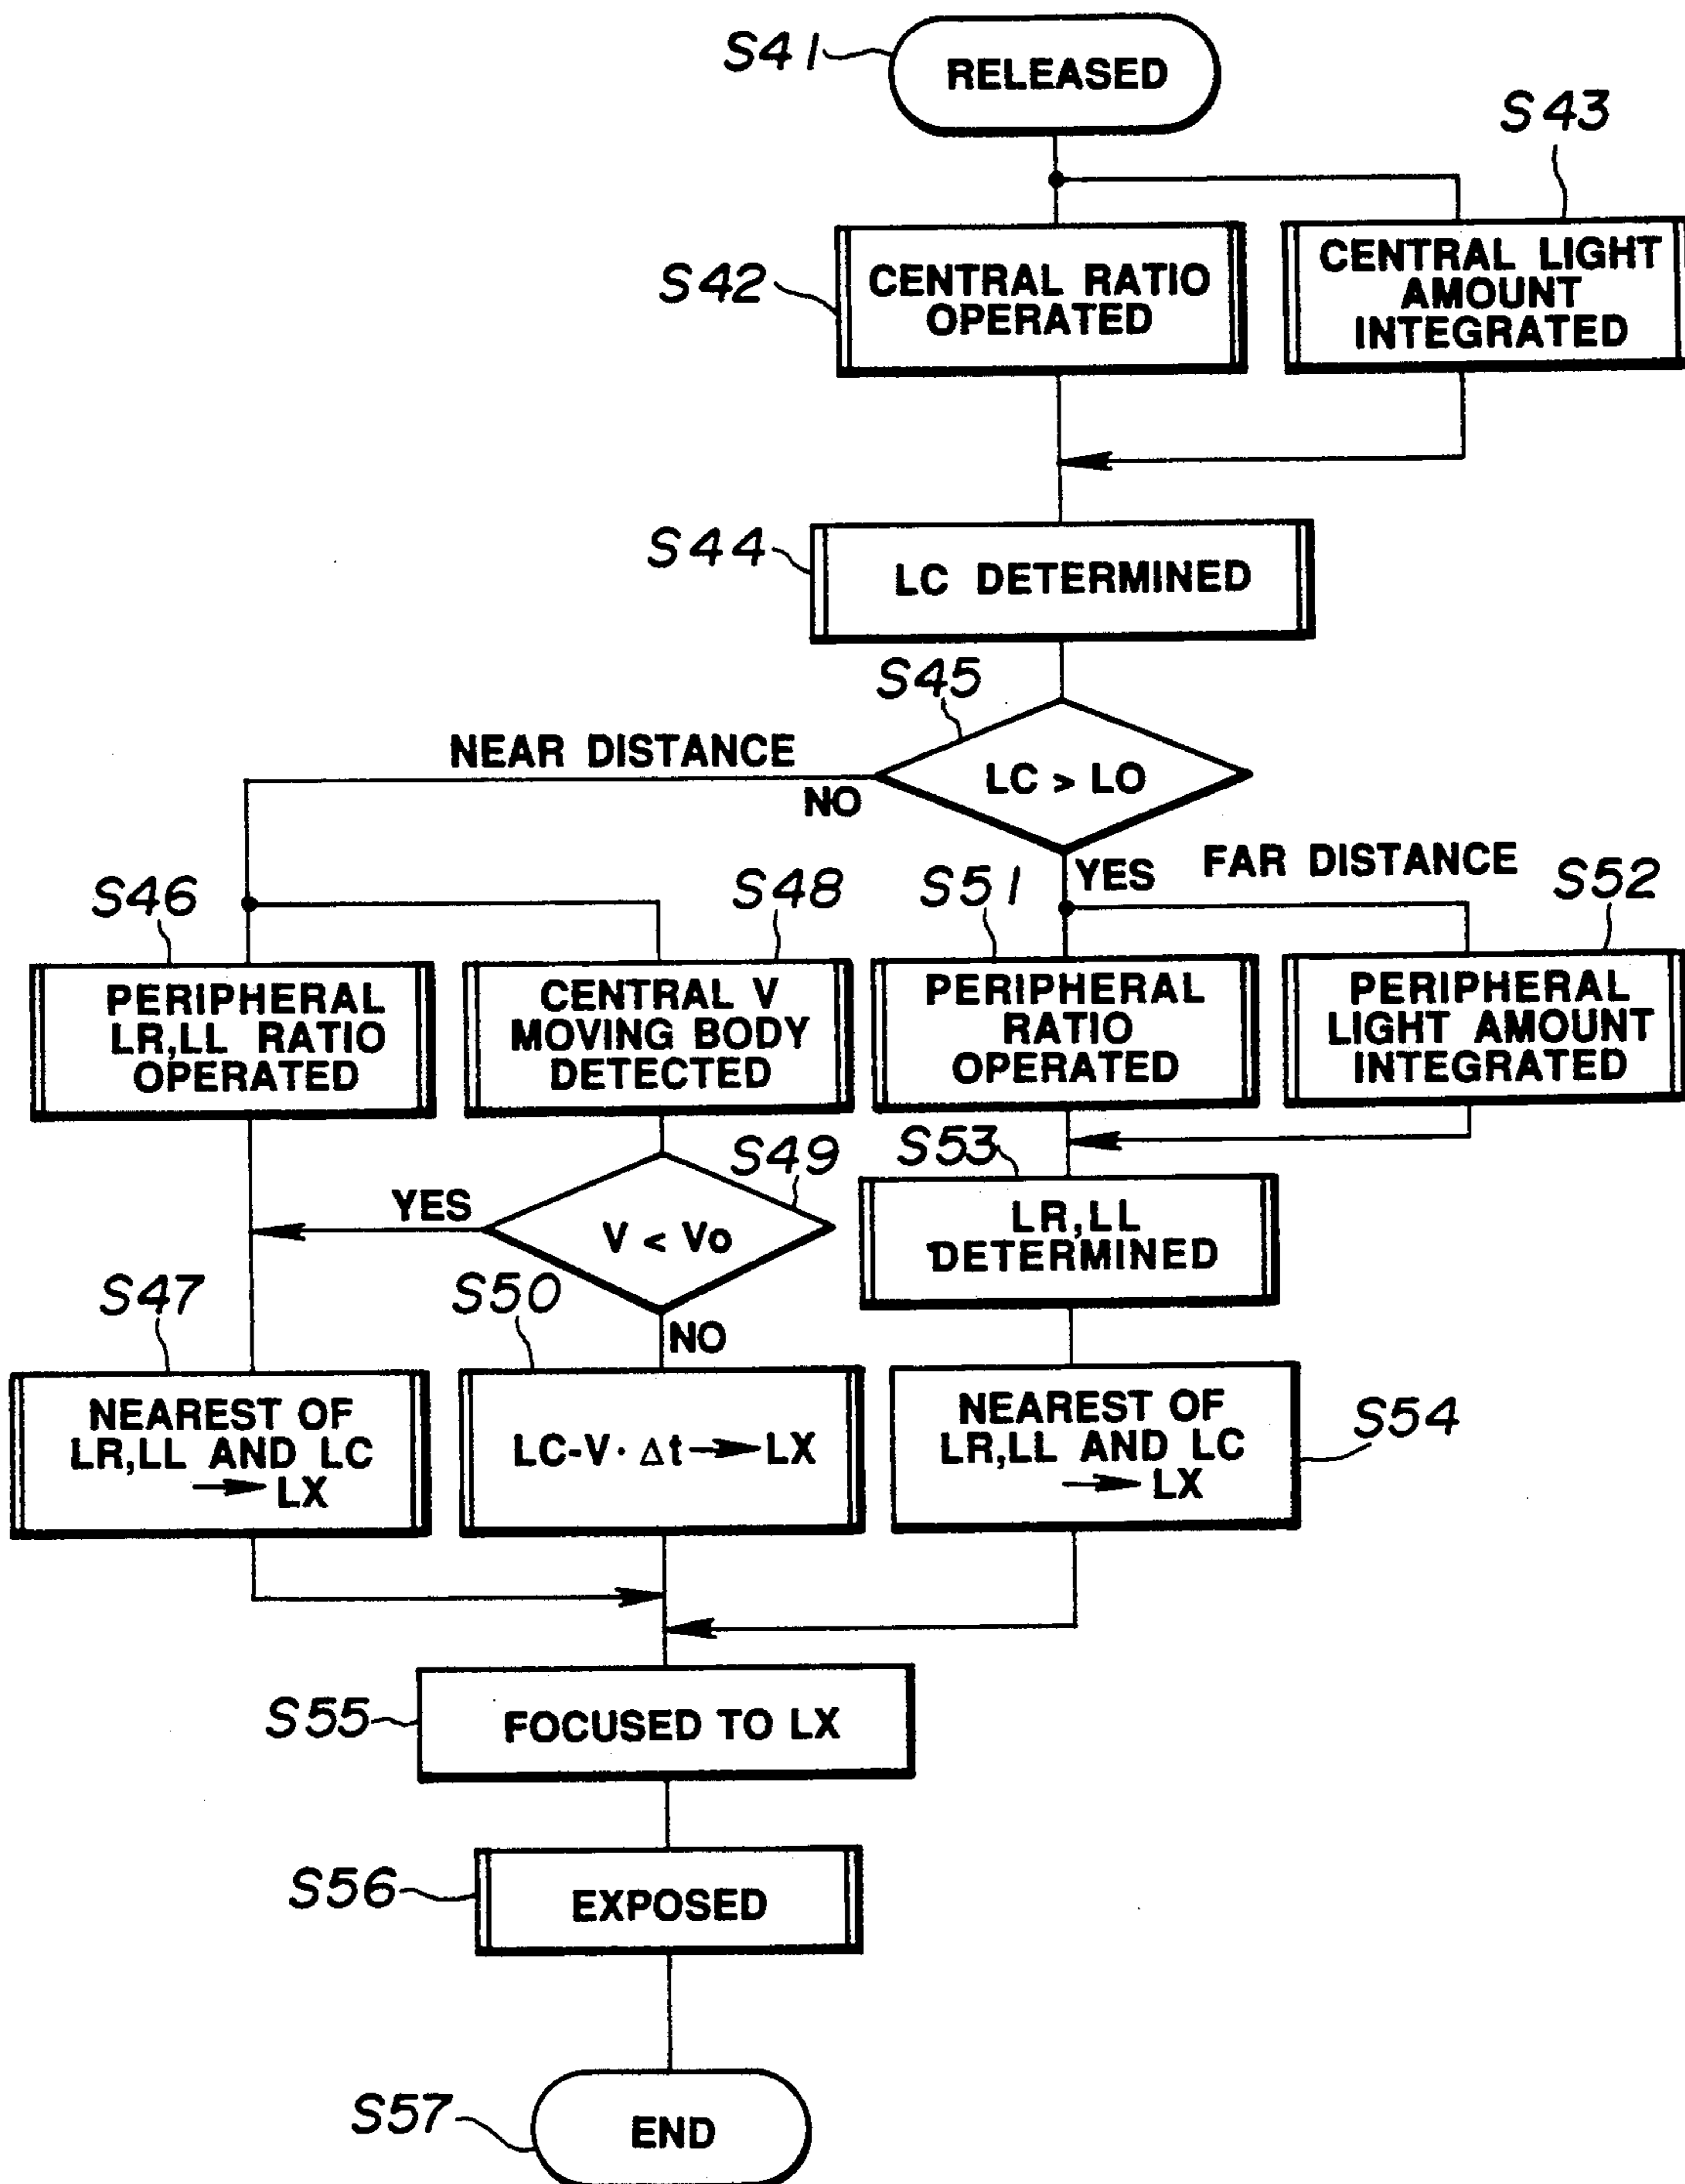 S41
RELEASED
S43
S42
CENTRAL RATIO
OPERATED
CENTRAL LIGHT
AMOUNT
INTEGRATED
S44
LC DETERMINED
S45
LC > LO
NEAR DISTANCE
NO
YES
FAR DISTANCE
S46
S48
S51
S52
PERIPHERAL
LR,LL RATIO
OPERATED
CENTRAL V
MOVING BODY
DETECTED
PERIPHERAL
RATIO
OPERATED
PERIPHERAL
LIGHT AMOUNT
INTEGRATED
S49
YES
V < Vo
NO
S53
LR,LL
DETERMINED
S47
NEAREST OF
LR,LL AND LC
→ LX
S50
LC-V· Δt → LX
NEAREST OF
LR,LL AND LC
→ LX
S54
S55
FOCUSED TO LX
S56
EXPOSED
S57
END